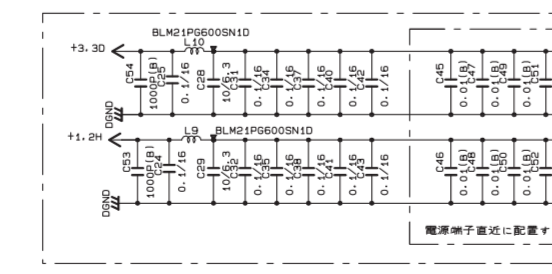 BLM21PG600SN1D
L10
+3.3D
C54
1000P(B)
C25
0.1/16
C28
10/6.3
C31
0.1/16
C34
0.1/16
C37
0.1/16
C40
0.1/16
C42
0.1/16
C45
0.01(B)
C47
0.01(B)
C49
0.01(B)
C51
DGND
+1.2H
L9
BLM21PG600SN1D
C53
1000P(B)
C24
0.1/16
C29
10/6.3
C32
0.1/16
C35
0.1/16
C38
0.1/16
C41
0.1/16
C43
0.1/16
C46
0.01(B)
C48
0.01(B)
C50
0.01(B)
C52
DGND
電源端子直近に配置す